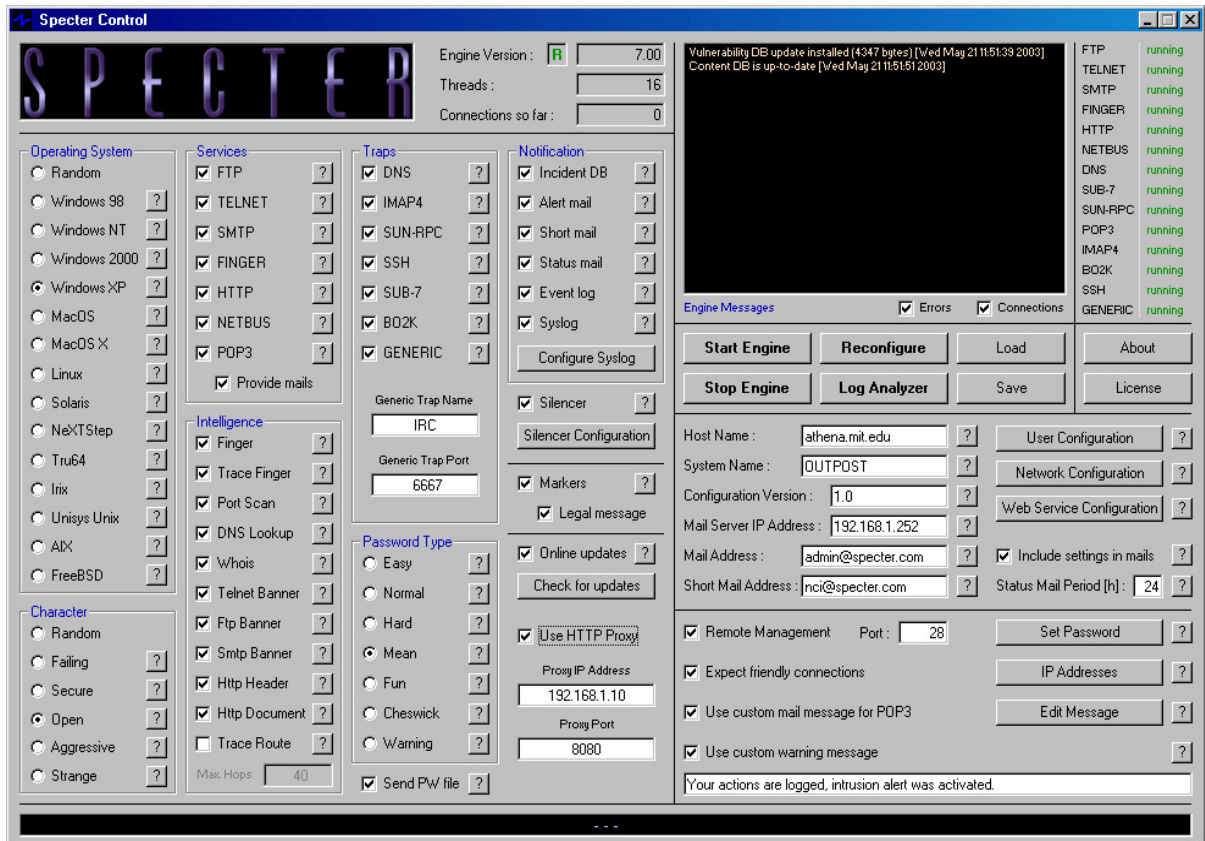 Specter Control
SPECTER
Engine Version : R 7.00
Threads : 16
Connections so far : 0
Operating System
Random
Windows 98 ?
Windows NT ?
Windows 2000 ?
Windows XP ?
MacOS ?
MacOS X ?
Linux ?
Solaris ?
NeXTStep ?
Tru64 ?
Irix ?
Unisys Unix ?
AIX ?
FreeBSD ?
Character
Random
Failing ?
Secure ?
Open ?
Aggressive ?
Strange ?
Services
FTP ?
TELNET ?
SMTP ?
FINGER ?
HTTP ?
NETBUS ?
POP3 ?
Provide mails
Intelligence
Finger ?
Trace Finger ?
Port Scan ?
DNS Lookup ?
Whois ?
Telnet Banner ?
Ftp Banner ?
Smtp Banner ?
Http Header ?
Http Document ?
Trace Route ?
Max. Hops 40
Traps
DNS ?
IMAP4 ?
SUN-RPC ?
SSH ?
SUB-7 ?
BO2K ?
GENERIC ?
Generic Trap Name
IRC
Generic Trap Port
6667
Password Type
Easy ?
Normal ?
Hard ?
Mean ?
Fun ?
Cheswick ?
Warning ?
Send PW file ?
Notification
Incident DB ?
Alert mail ?
Short mail ?
Status mail ?
Event log ?
Syslog ?
Configure Syslog
Silencer ?
Silencer Configuration
Markers ?
Legal message
Online updates ?
Check for updates
Use HTTP Proxy
Proxy IP Address
192.168.1.10
Proxy Port
8080
Vulnerability DB update installed (4347 bytes) [Wed May 21 11:51:39 2003]
Content DB is up-to-date [Wed May 21 11:51:51 2003]
Engine Messages Errors Connections
FTP running
TELNET running
SMTP running
FINGER running
HTTP running
NETBUS running
DNS running
SUB-7 running
SUN-RPC running
POP3 running
IMAP4 running
BO2K running
SSH running
GENERIC running
Start Engine Reconfigure Load About
Stop Engine Log Analyzer Save License
Host Name : athena.mit.edu ? User Configuration ?
System Name : OUTPOST ? Network Configuration ?
Configuration Version : 1.0 ? Web Service Configuration ?
Mail Server IP Address : 192.168.1.252 ?
Mail Address : admin@specter.com ? Include settings in mails ?
Short Mail Address : nci@specter.com ? Status Mail Period [h] : 24 ?
Remote Management Port : 28 Set Password ?
Expect friendly connections IP Addresses ?
Use custom mail message for POP3 Edit Message ?
Use custom warning message ?
Your actions are logged, intrusion alert was activated.
- - -